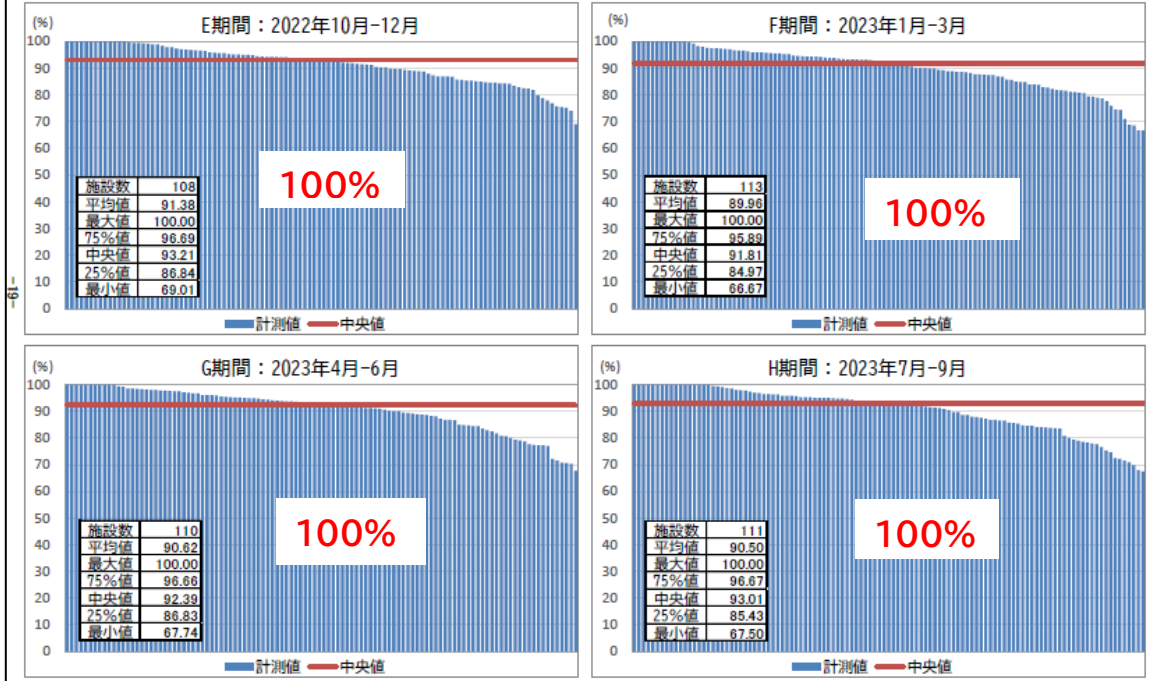 E期間：2022年10月-12月
(%)
100
90
80
70
60
50
40
30
20
10
0
100%
施設数 108
平均値 91.38
最大値 100.00
75%値 96.69
中央値 93.21
25%値 86.84
最小値 69.01
計測値 中央値
F期間：2023年1月-3月
(%)
100
90
80
70
60
50
40
30
20
10
0
100%
施設数 113
平均値 89.96
最大値 100.00
75%値 95.89
中央値 91.81
25%値 84.97
最小値 66.67
計測値 中央値
-19-
G期間：2023年4月-6月
(%)
100
90
80
70
60
50
40
30
20
10
0
100%
施設数 110
平均値 90.62
最大値 100.00
75%値 96.66
中央値 92.39
25%値 86.83
最小値 67.74
計測値 中央値
H期間：2023年7月-9月
(%)
100
90
80
70
60
50
40
30
20
10
0
100%
施設数 111
平均値 90.50
最大値 100.00
75%値 96.67
中央値 93.01
25%値 85.43
最小値 67.50
計測値 中央値